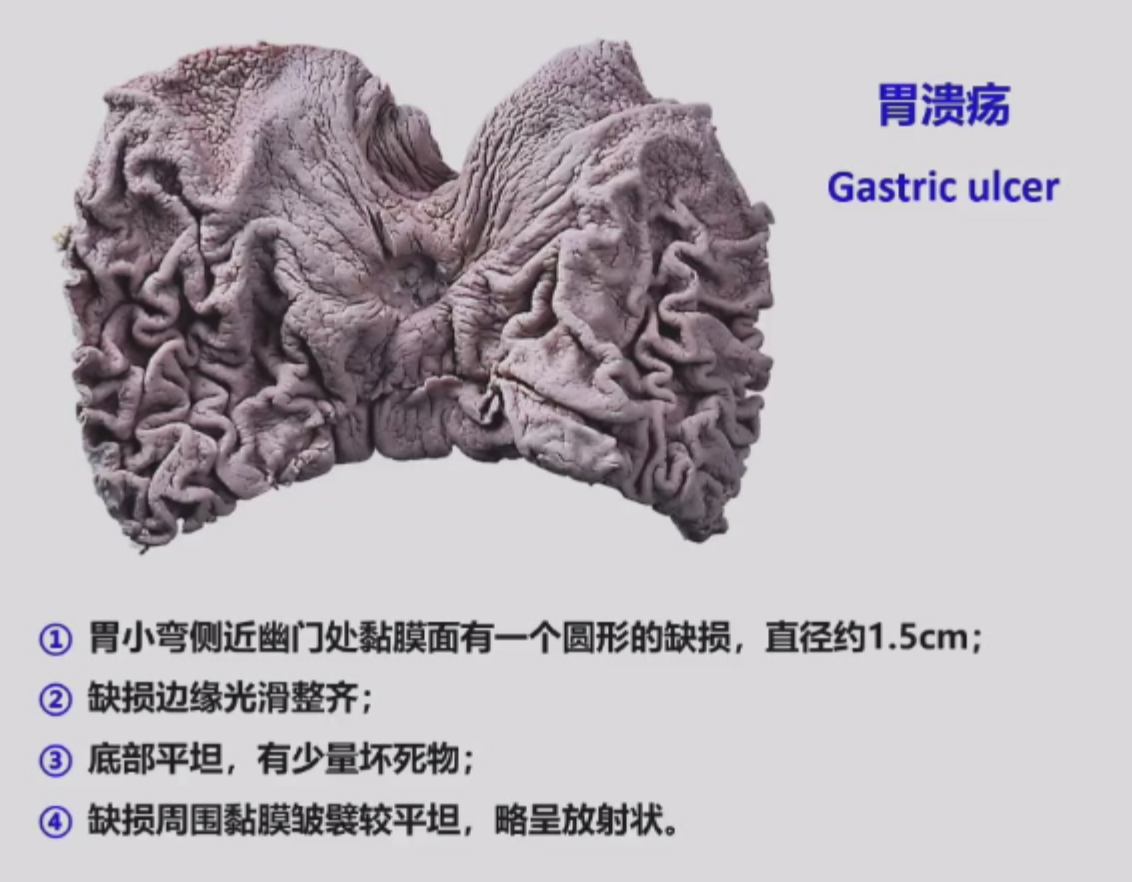 胃溃疡
Gastric ulcer
① 胃小弯侧近幽门处黏膜面有一个圆形的缺损，直径约1.5cm；
② 缺损边缘光滑整齐；
③ 底部平坦，有少量坏死物；
④ 缺损周围黏膜皱襞较平坦，略呈放射状。